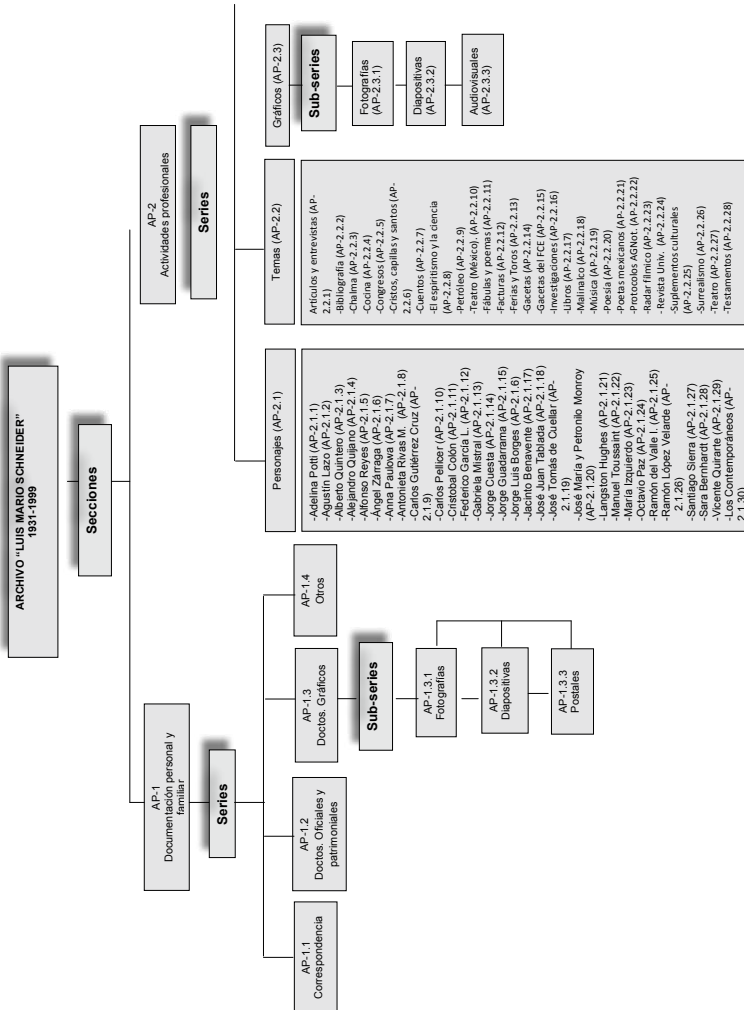 ARCHIVO "LUIS MARIO SCHNEIDER"
1931-1999
Secciones
AP-1
Documentación personal y
familiar
Series
AP-1.1
Correspondencia
AP-1.2
Doctos. Oficiales y
patrimoniales
AP-1.3
Doctos. Gráficos
Sub-series
AP-1.3.1
Fotografías
AP-1.3.2
Diapositivas
AP-1.3.3
Postales
AP-1.4
Otros
AP-2
Actividades profesionales
Series
Personajes (AP-2.1)
-Adelina Potti (AP-2.1.1)
-Agustín Lazo (AP-2.1.2)
-Alberto Quintero (AP-2.1.3)
-Alejandro Quijano (AP-2.1.4)
-Alfonso Reyes (AP-2.1.5)
-Angel Zárraga (AP-2.1.6)
-Anna Paulowa (AP-2.1.7)
-Antonieta Rivas M. (AP-2.1.8)
-Carlos Gutiérrez Cruz (AP-
2.1.9)
-Carlos Pellicer (AP-2.1.10)
-Cristobal Colón (AP-2.1.11)
-Federico García L. (AP-2.1.12)
-Gabriela Mistral (AP-2.1.13)
-Jorge Cuesta (AP-2.1.14)
-Jorge Guadarrama (AP-2.1.15)
-Jorge Luis Borges (AP-2.1.6)
-Jacinto Benavente (AP-2.1.17)
-José Juan Tablada (AP-2.1.18)
-José Tomás de Cuellar (AP-
2.1.19)
-José María y Petronilo Monroy
(AP-2.1.20)
-Langston Hughes (AP-2.1.21)
-Manuel Toussaint (AP-2.1.22)
-María Izquierdo (AP-2.1.23)
-Octavio Paz (AP-2.1.24)
-Ramón del Valle I. (AP-2.1.25)
-Ramón López Velarde (AP-
2.1.26)
-Santiago Sierra (AP-2.1.27)
-Sara Bernhardt (AP-2.1.28)
-Vicente Quirarte (AP-2.1.29)
-Los Contemporáneos (AP-
2.1.30)
Temas (AP-2.2)
Artículos y entrevistas (AP-
2.2.1)
-Bibliografía (AP-2.2.2)
-Chalma (AP-2.2.3)
-Cocina (AP-2.2.4)
-Congresos (AP-2.2.5)
-Cristos, capillas y santos (AP-
2.2.6)
-Cuentos (AP-2.2.7)
-El espiritismo y la ciencia
(AP-2.2.8)
-Petróleo (AP-2.2.9)
-Teatro (México). (AP-2.2.10)
-Fábulas y poemas (AP-2.2.11)
-Facturas (AP-2.2.12)
-Ferias y Toros (AP-2.2.13)
-Gacetas (AP-2.2.14)
-Gacetas del FCE (AP-2.2.15)
-Investigaciones (AP-2.2.16)
-Libros (AP-2.2.17)
-Malinalco (AP-2.2.18)
-Música (AP-2.2.19)
-Poesía (AP-2.2.20)
-Poetas mexicanos (AP-2.2.21)
-Protocolos AGNot. (AP-2.2.22)
-Radar fílmico (AP-2.2.23)
- Revista Univ. (AP-2.2.24)
-Suplementos culturales
(AP-2.2.25)
-Surrealismo (AP-2.2.26)
-Teatro (AP-2.2.27)
-Testamentos (AP-2.2.28)
Gráficos (AP-2.3)
Sub-series
Fotografías
(AP-2.3.1)
Diapositivas
(AP-2.3.2)
Audiovisuales
(AP-2.3.3)